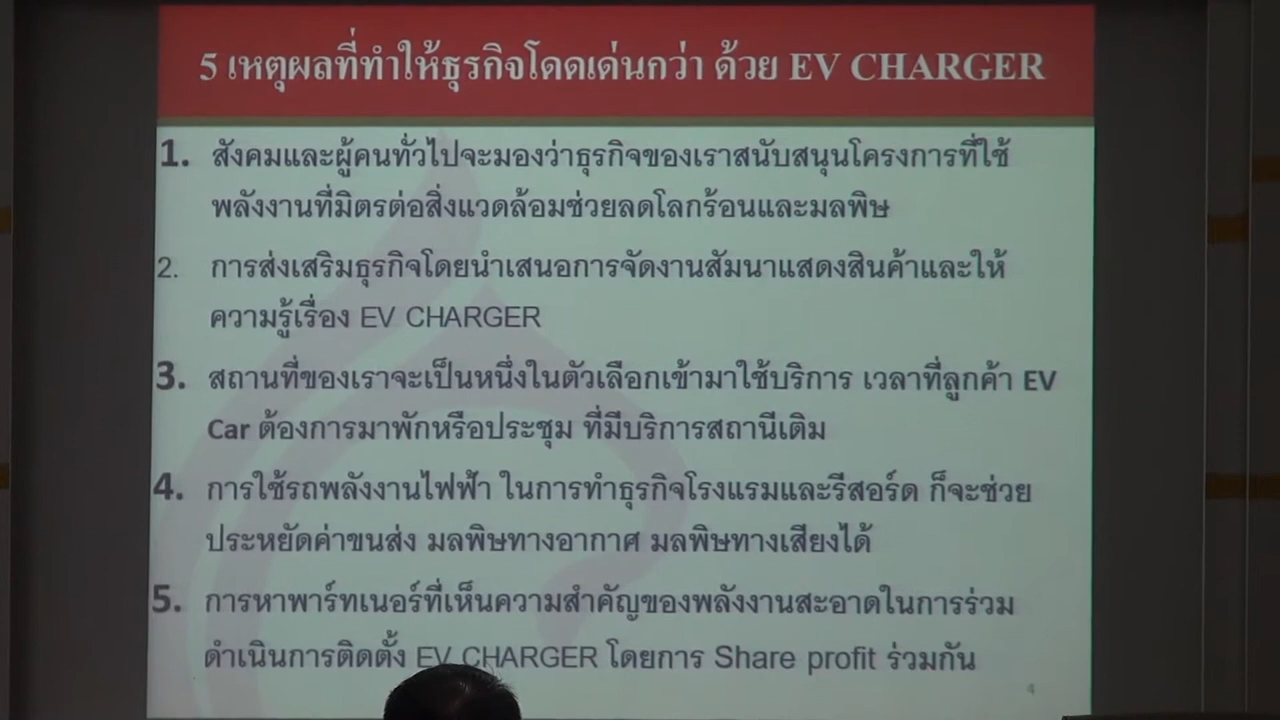 5 เหตุผลที่ทำให้ธุรกิจโดดเด่นกว่า ด้วย EV CHARGER
1. สังคมและผู้คนทั่วไปจะมองว่าธุรกิจของเราสนับสนุนโครงการที่ใช้
พลังงานที่มิตรต่อสิ่งแวดล้อมช่วยลดโลกร้อนและมลพิษ
2. การส่งเสริมธุรกิจโดยนำเสนอการจัดงานสัมนาแสดงสินค้าและให้
ความรู้เรื่อง EV CHARGER
3. สถานที่ของเราจะเป็นหนึ่งในตัวเลือกเข้ามาใช้บริการ เวลาที่ลูกค้า EV
Car ต้องการมาพักหรือประชุม ที่มีบริการสถานีเติม
4. การใช้รถพลังงานไฟฟ้า ในการทำธุรกิจโรงแรมและรีสอร์ด ก็จะช่วย
ประหยัดค่าขนส่ง มลพิษทางอากาศ มลพิษทางเสียงได้
5. การหาพาร์ทเนอร์ที่เห็นความสำคัญของพลังงานสะอาดในการร่วม
ดำเนินการติดตั้ง EV CHARGER โดยการ Share profit ร่วมกัน
4